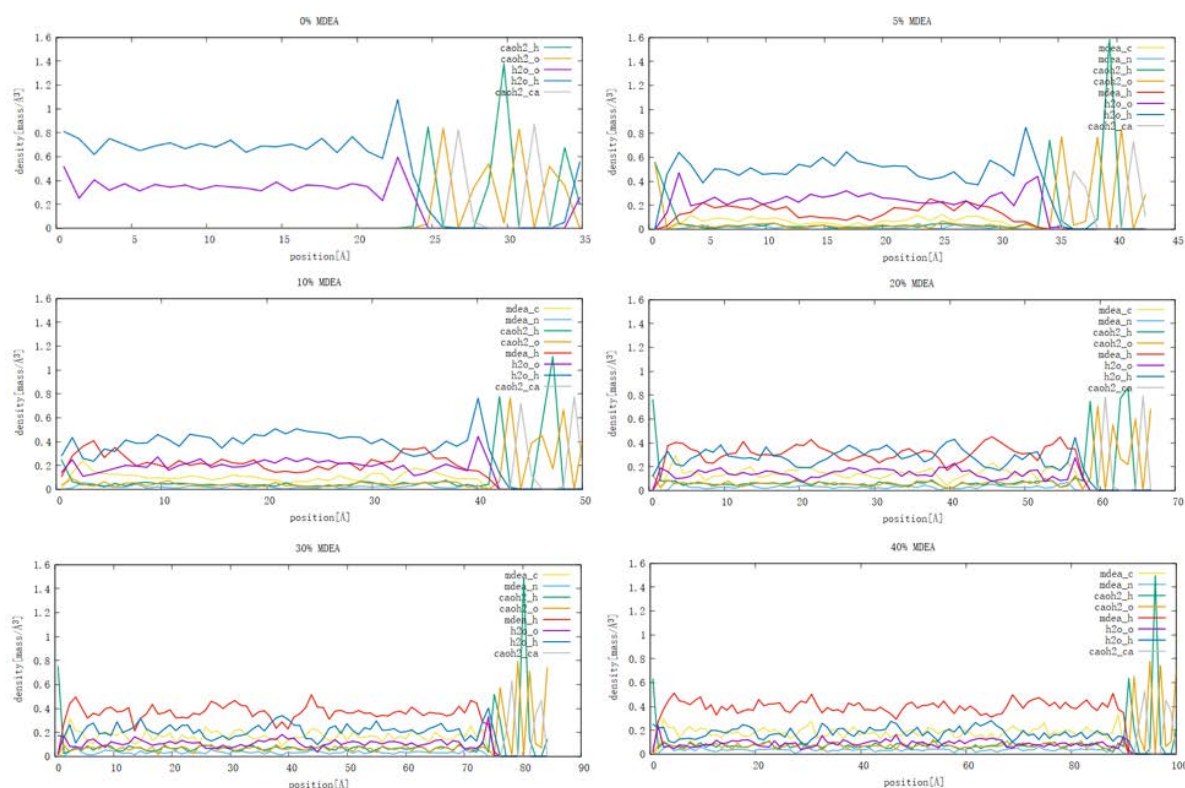 0% MDEA
density[mass/Å³]
1.6
1.4
1.2
1
0.8
0.6
0.4
0.2
0
caoh2_h
caoh2_o
h2o_o
h2o_h
caoh2_ca
0 5 10 15 20 25 30 35
position[Å]
5% MDEA
density[mass/Å³]
1.6
1.4
1.2
1
0.8
0.6
0.4
0.2
0
mdea_c
mdea_n
caoh2_h
caoh2_o
mdea_h
h2o_o
h2o_h
caoh2_ca
0 5 10 15 20 25 30 35 40 45
position[Å]
10% MDEA
density[mass/Å³]
1.6
1.4
1.2
1
0.8
0.6
0.4
0.2
0
mdea_c
mdea_n
caoh2_h
caoh2_o
mdea_h
h2o_o
h2o_h
caoh2_ca
0 10 20 30 40 50
position[Å]
20% MDEA
density[mass/Å³]
1.6
1.4
1.2
1
0.8
0.6
0.4
0.2
0
mdea_c
mdea_n
caoh2_h
caoh2_o
mdea_h
h2o_o
h2o_h
caoh2_ca
0 10 20 30 40 50 60 70
position[Å]
30% MDEA
density[mass/Å³]
1.6
1.4
1.2
1
0.8
0.6
0.4
0.2
0
mdea_c
mdea_n
caoh2_h
caoh2_o
mdea_h
h2o_o
h2o_h
caoh2_ca
0 10 20 30 40 50 60 70 80 90
position[Å]
40% MDEA
density[mass/Å³]
1.6
1.4
1.2
1
0.8
0.6
0.4
0.2
0
mdea_c
mdea_n
caoh2_h
caoh2_o
mdea_h
h2o_o
h2o_h
caoh2_ca
0 20 40 60 80 100
position[Å]